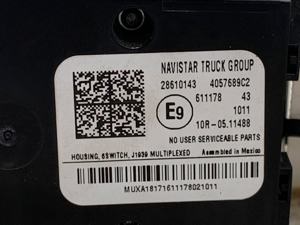 NAVISTAR TRUCK GROUP
28610143 4057689C2
E9
611178 43
1011
10R-05.11488
NO USER SERVICEABLE PARTS
HOUSING, 6SWITCH, J1939 MULTIPLEXED Assembled in Mexico
MUXA18171611178021011